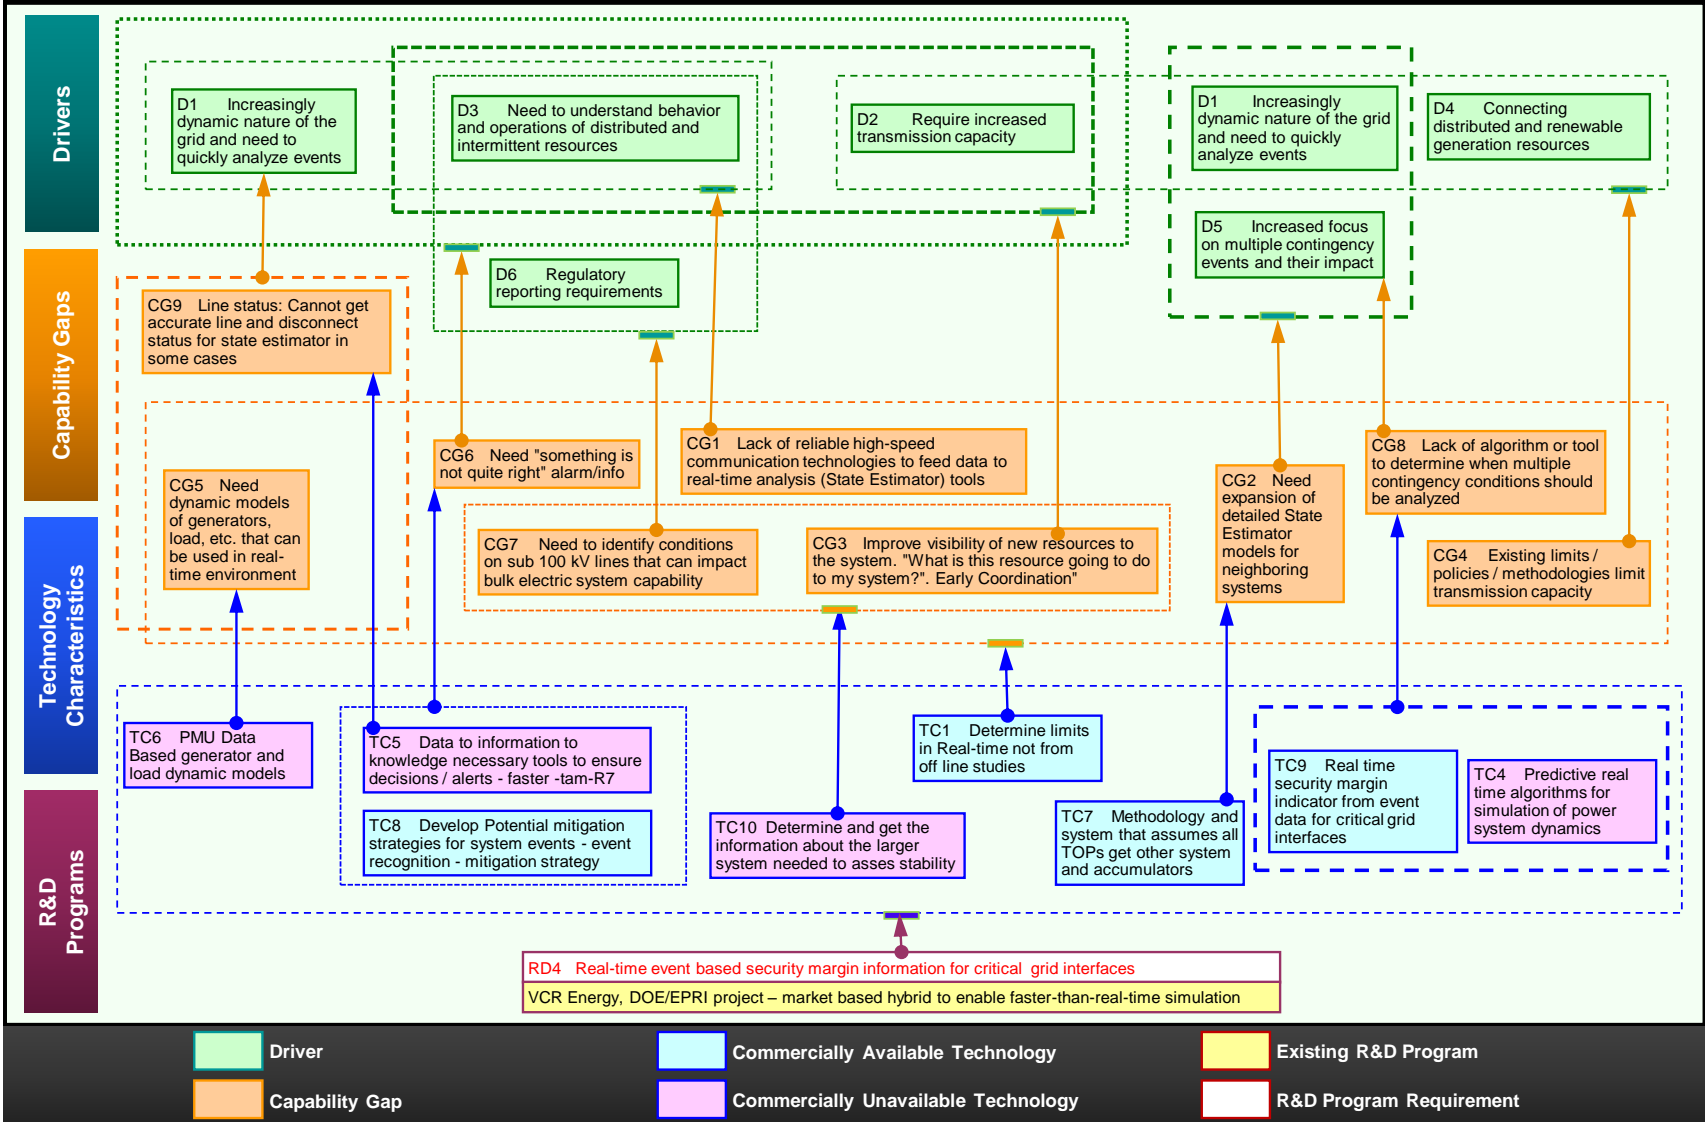 Drivers
D1 Increasingly
dynamic nature of the
grid and need to
quickly analyze events
D3 Need to understand behavior
and operations of distributed and
intermittent resources
D2 Require increased
transmission capacity
D1 Increasingly
dynamic nature of the grid
and need to quickly
analyze events
D4 Connecting
distributed and renewable
generation resources
D5 Increased focus
on multiple contingency
events and their impact
D6 Regulatory
reporting requirements
Capability Gaps
CG9 Line status: Cannot get
accurate line and disconnect
status for state estimator in
some cases
CG5 Need
dynamic models
of generators,
load, etc. that can
be used in real-
time environment
CG6 Need "something is
not quite right" alarm/info
CG1 Lack of reliable high-speed
communication technologies to feed data to
real-time analysis (State Estimator) tools
CG7 Need to identify conditions
on sub 100 kV lines that can impact
bulk electric system capability
CG3 Improve visibility of new resources to
the system. "What is this resource going to do
to my system?". Early Coordination"
CG2 Need
expansion of
detailed State
Estimator
models for
neighboring
systems
CG8 Lack of algorithm or tool
to determine when multiple
contingency conditions should
be analyzed
CG4 Existing limits /
policies / methodologies limit
transmission capacity
Technology
Characteristics
TC6 PMU Data
Based generator and
load dynamic models
TC5 Data to information to
knowledge necessary tools to ensure
decisions / alerts - faster -tam-R7
TC8 Develop Potential mitigation
strategies for system events - event
recognition - mitigation strategy
TC10 Determine and get the
information about the larger
system needed to asses stability
TC1 Determine limits
in Real-time not from
off line studies
TC7 Methodology and
system that assumes all
TOPs get other system
and accumulators
TC9 Real time
security margin
indicator from event
data for critical grid
interfaces
TC4 Predictive real
time algorithms for
simulation of power
system dynamics
R&D
Programs
RD4 Real-time event based security margin information for critical grid interfaces
VCR Energy, DOE/EPRI project – market based hybrid to enable faster-than-real-time simulation
Driver
Commercially Available Technology
Existing R&D Program
Capability Gap
Commercially Unavailable Technology
R&D Program Requirement